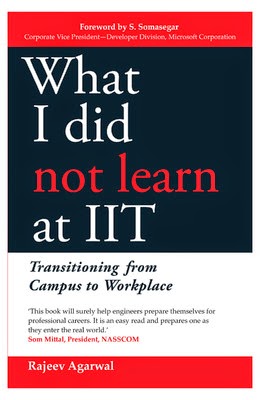 Foreword by S. Somasegar
Corporate Vice President—Developer Division, Microsoft Corporation
What
I did
not learn
at IIT
Transitioning from
Campus to Workplace
'This book will surely help engineers prepare themselves for
professional careers. It is an easy read and prepares one as
they enter the real world.'
Som Mittal, President, NASSCOM
Rajeev Agarwal